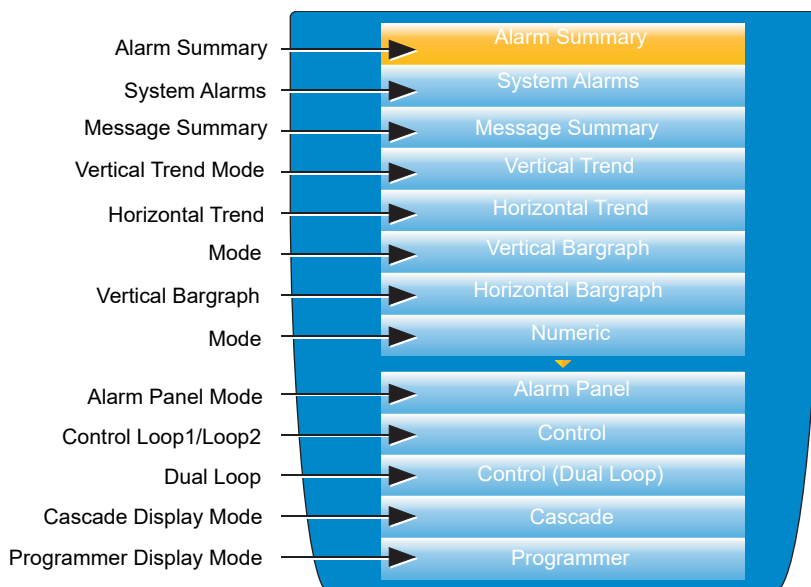 Alarm Summary Alarm Summary
System Alarms System Alarms
Message Summary Message Summary
Vertical Trend Mode Vertical Trend
Horizontal Trend Horizontal Trend
Mode Vertical Bargraph
Vertical Bargraph Horizontal Bargraph
Mode Numeric
Alarm Panel Mode Alarm Panel
Control Loop1/Loop2 Control
Dual Loop Control (Dual Loop)
Cascade Display Mode Cascade
Programmer Display Mode Programmer